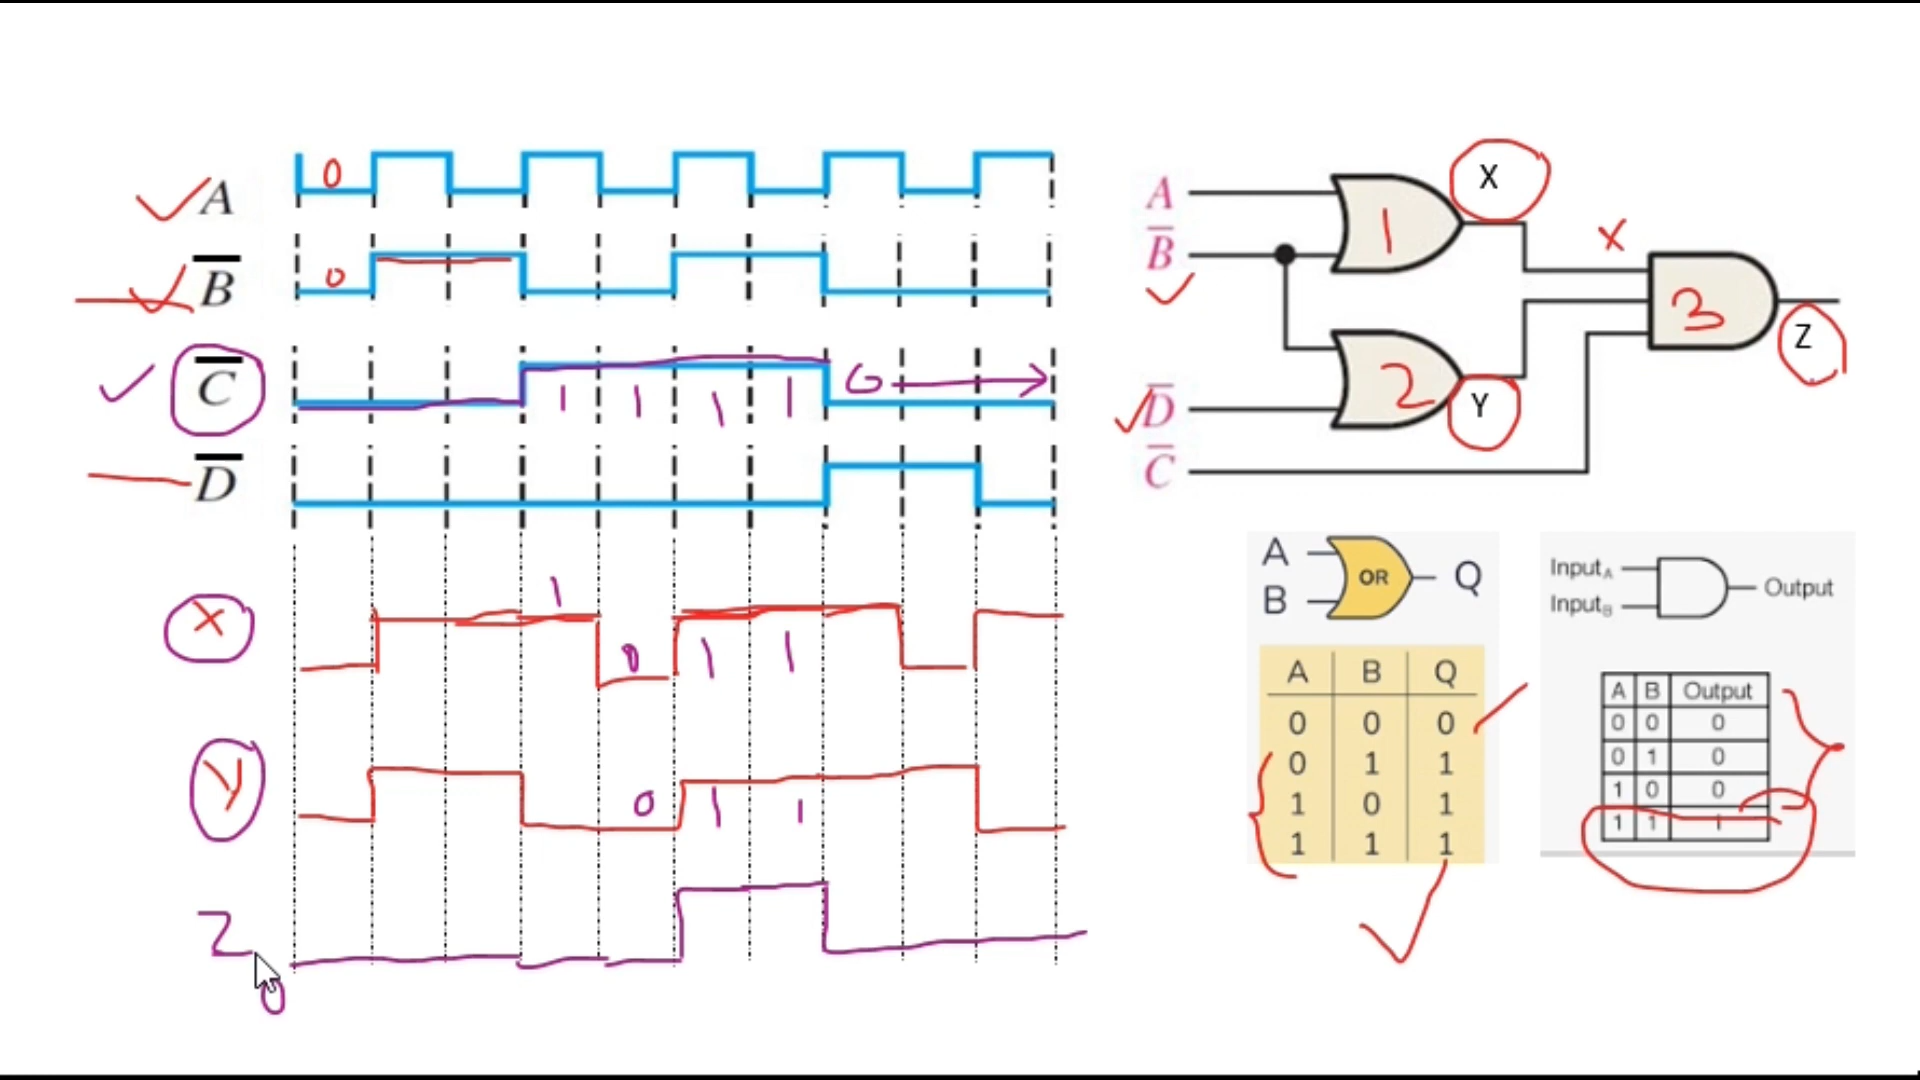 A
0
B̅
0
C̅
1 1 1 1 0
D̅
X
1 0 1 1
Y
0 1 1
Z
0
A
B̅
D̅
C̅
1
X
X
2
Y
3
Z
A
B
OR
Q
A B Q
0 0 0
0 1 1
1 0 1
1 1 1
Input A
Input B
Output
A B Output
0 0 0
0 1 0
1 0 0
1 1 1